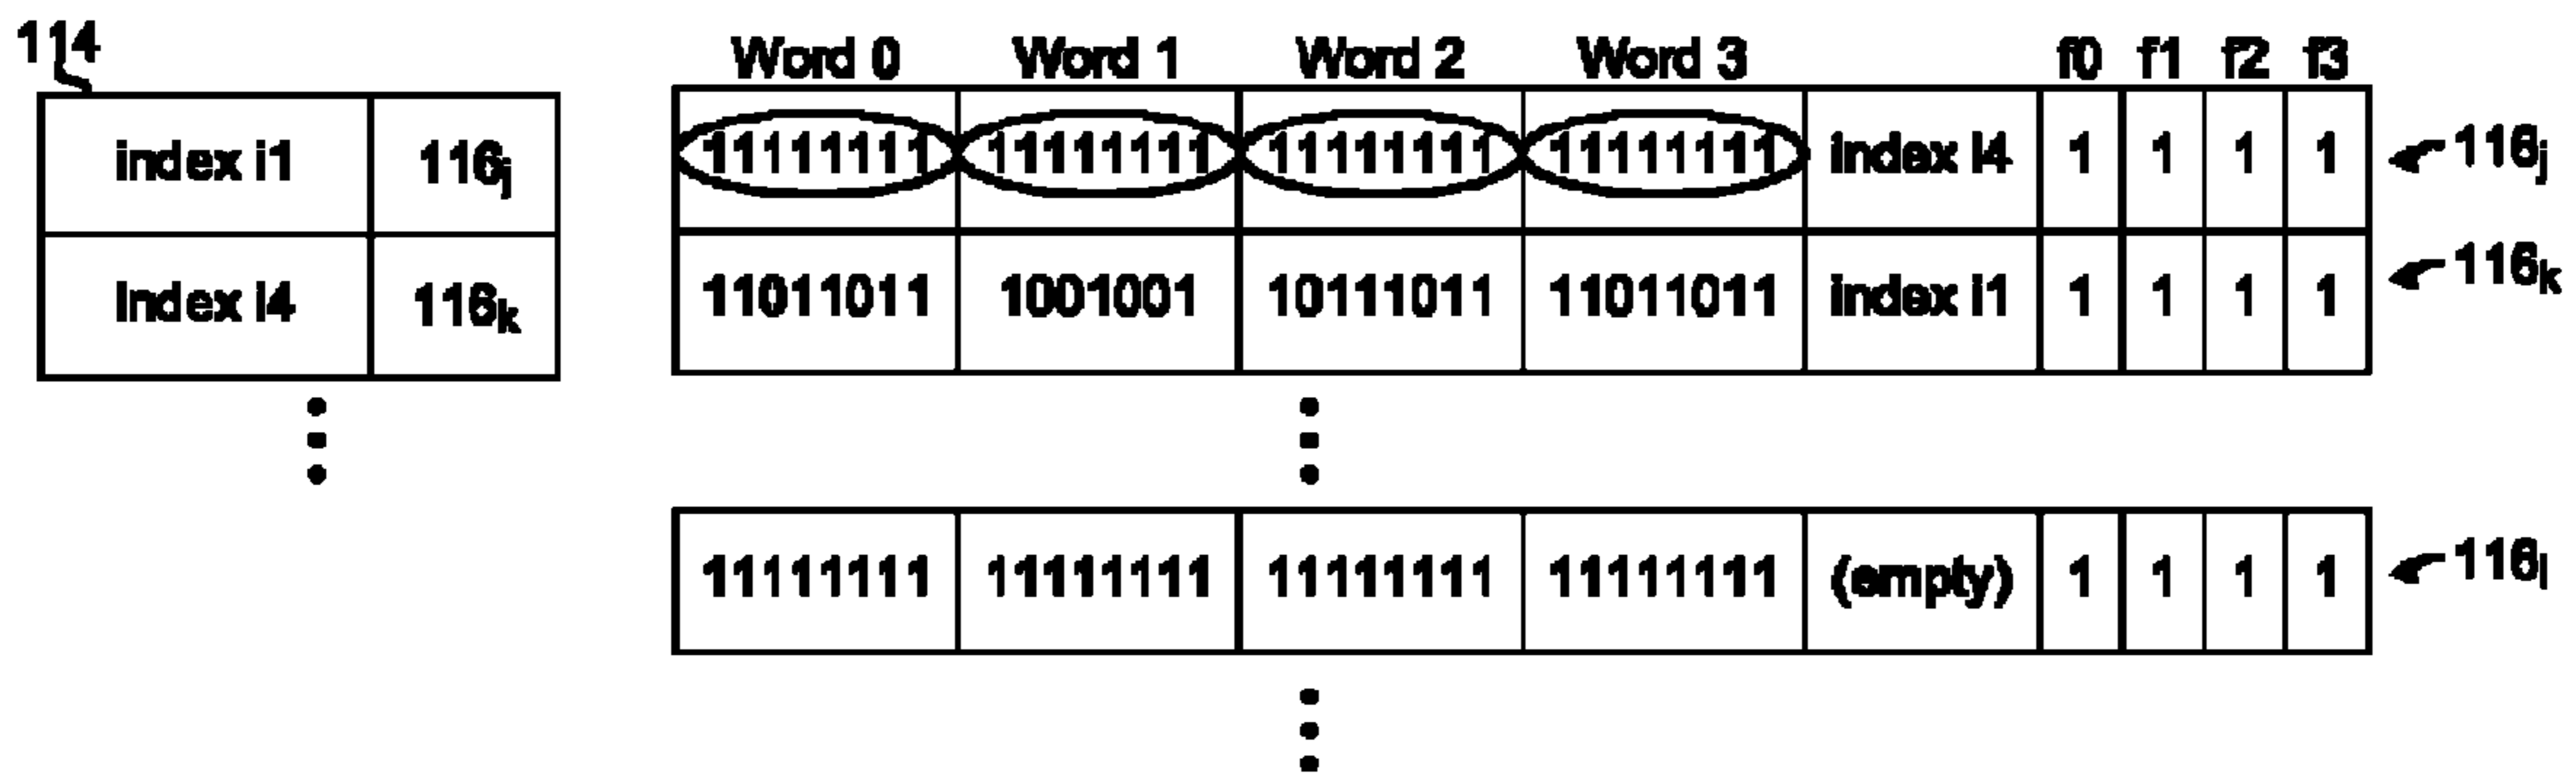 114
Word 0 Word 1 Word 2 Word 3 f0 f1 f2 f3
index i1 116j 11111111 11111111 11111111 11111111 index i4 1 1 1 1 116j
index i4 116k 11011011 1001001 10111011 11011011 index i1 1 1 1 1 116k
11111111 11111111 11111111 11111111 (empty) 1 1 1 1 116l